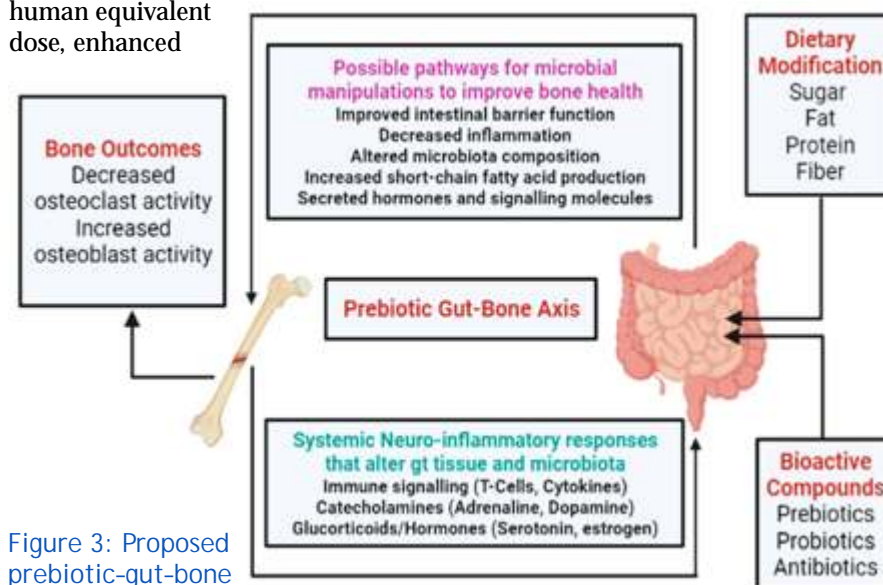 human equivalent
dose, enhanced
Possible pathways for microbial
manipulations to improve bone health
Improved intestinal barrier function
Decreased inflammation
Altered microbiota composition
Increased short-chain fatty acid production
Secreted hormones and signalling molecules
Dietary
Modification
Sugar
Fat
Protein
Fiber
Bone Outcomes
Decreased
osteoclast activity
Increased
osteoblast activity
Prebiotic Gut-Bone Axis
Systemic Neuro-inflammatory responses
that alter gt tissue and microbiota
Immune signalling (T-Cells, Cytokines)
Catecholamines (Adrenaline, Dopamine)
Glucorticoids/Hormones (Serotonin, estrogen)
Bioactive
Compounds
Prebiotics
Probiotics
Antibiotics
Figure 3: Proposed
prebiotic-gut-bone